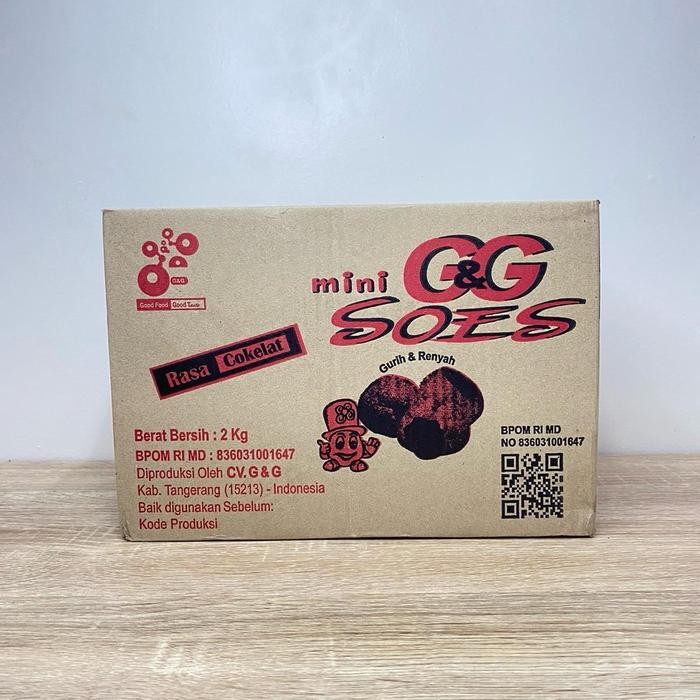 G&G
Good Food Good Taste
mini G&G
SOES
Gurih & Renyah
Rasa Cokelat
Berat Bersih : 2 Kg
BPOM RI MD : 836031001647
Diproduksi Oleh CV. G & G
Kab. Tangerang (15213) - Indonesia
Baik digunakan Sebelum:
Kode Produksi
BPOM RI MD
NO 836031001647